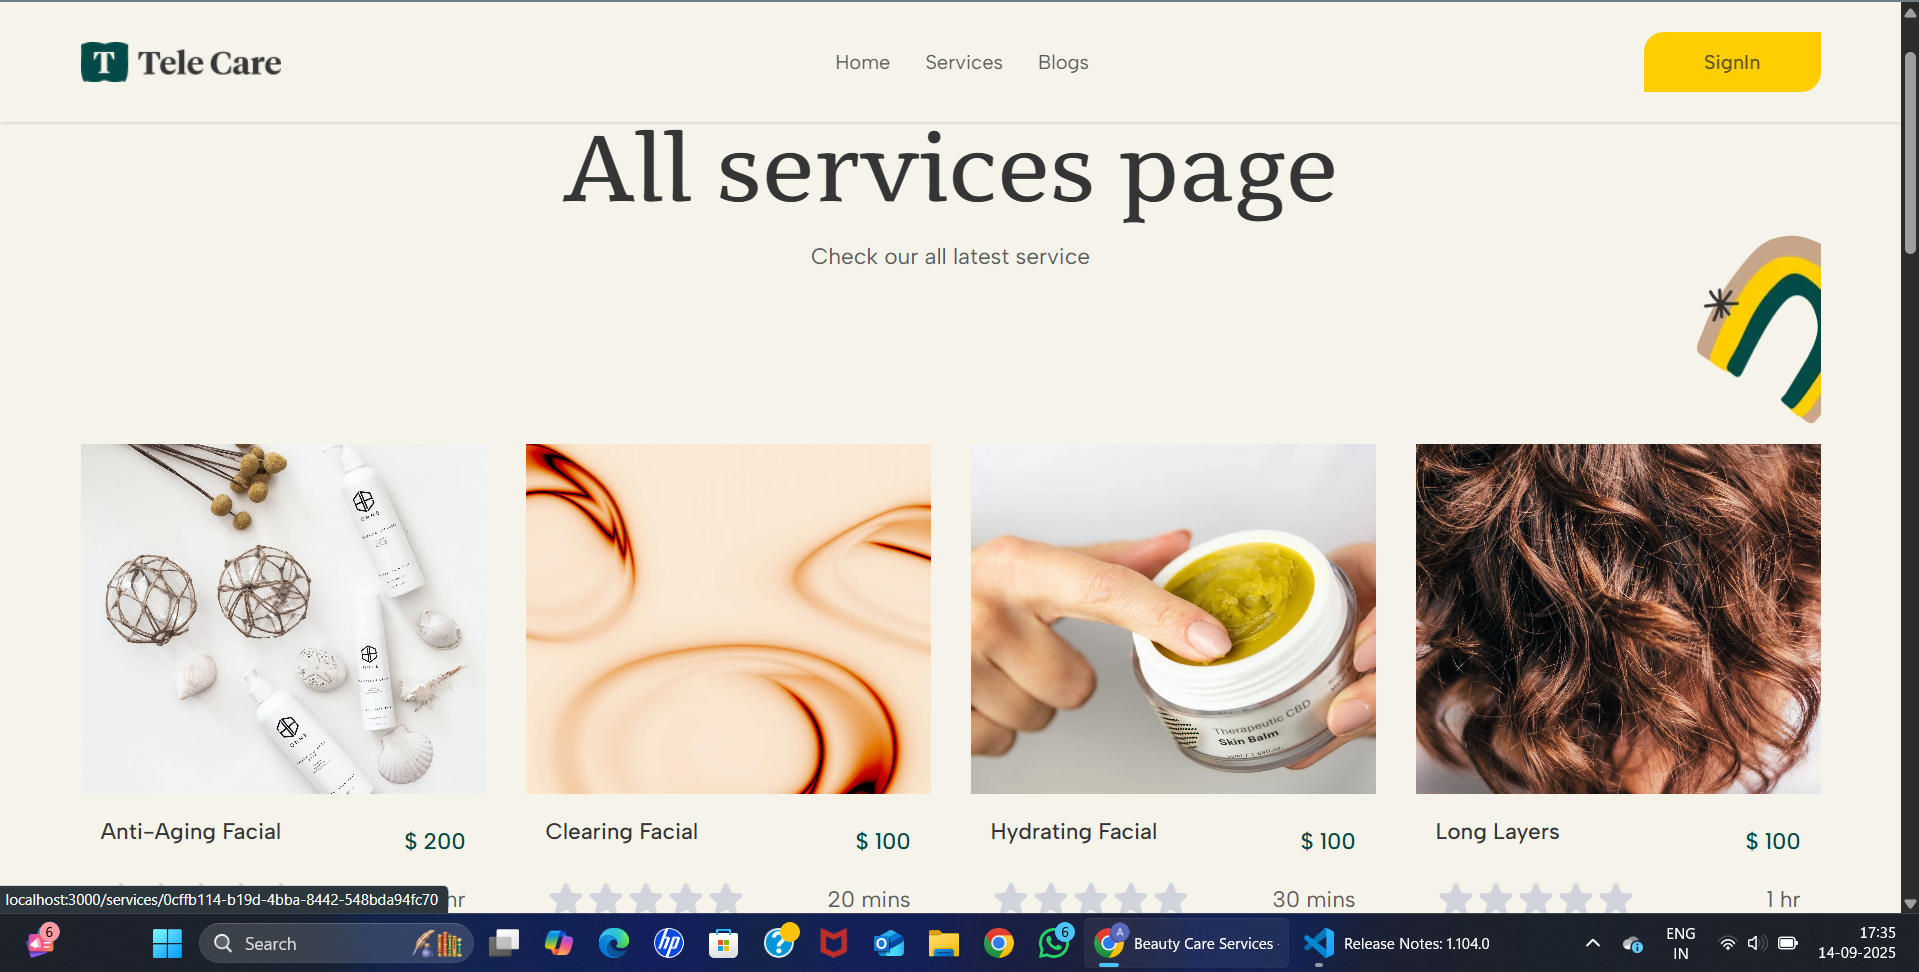 T Tele Care
Home Services Blogs
SignIn
All services page
Check our all latest service
Therapeutic CBD
Skin Balm
Anti-Aging Facial
$ 200
Clearing Facial
$ 100
Hydrating Facial
$ 100
Long Layers
$ 100
hr
20 mins
30 mins
1 hr
localhost:3000/services/0cffb114-b19d-4bba-8442-548bda94fc70
6
Search
6
A
Beauty Care Services
Release Notes: 1.104.0
ENG
IN
17:35
14-09-2025